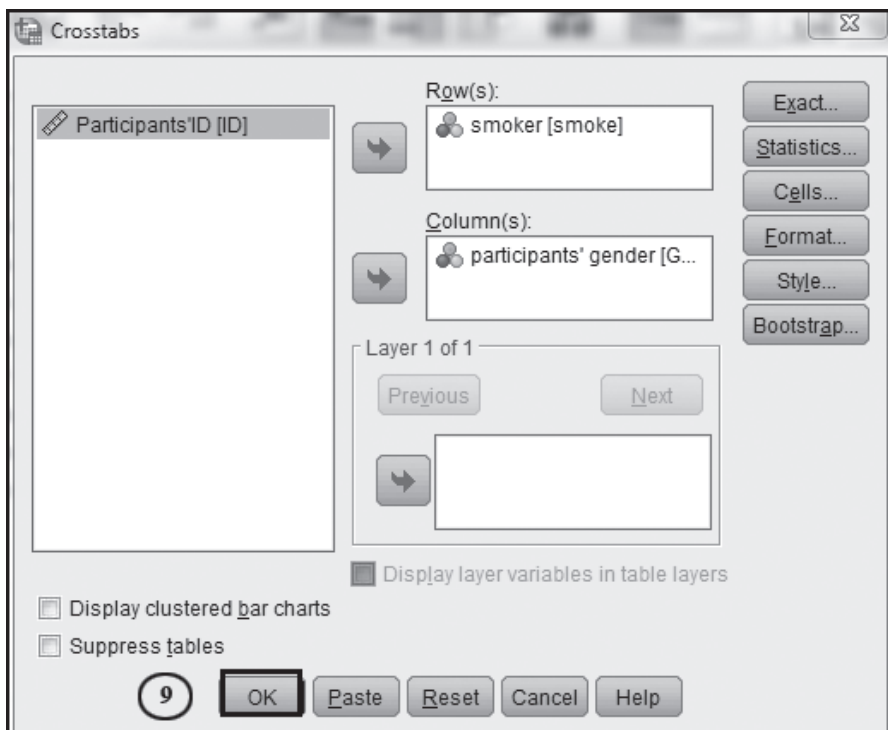 Crosstabs
Participants'ID [ID]
Row(s):
smoker [smoke]
Column(s):
participants' gender [G...
Layer 1 of 1
Previous
Next
Display layer variables in table layers
Exact...
Statistics...
Cells...
Format...
Style...
Bootstrap...
Display clustered bar charts
Suppress tables
9
OK
Paste
Reset
Cancel
Help